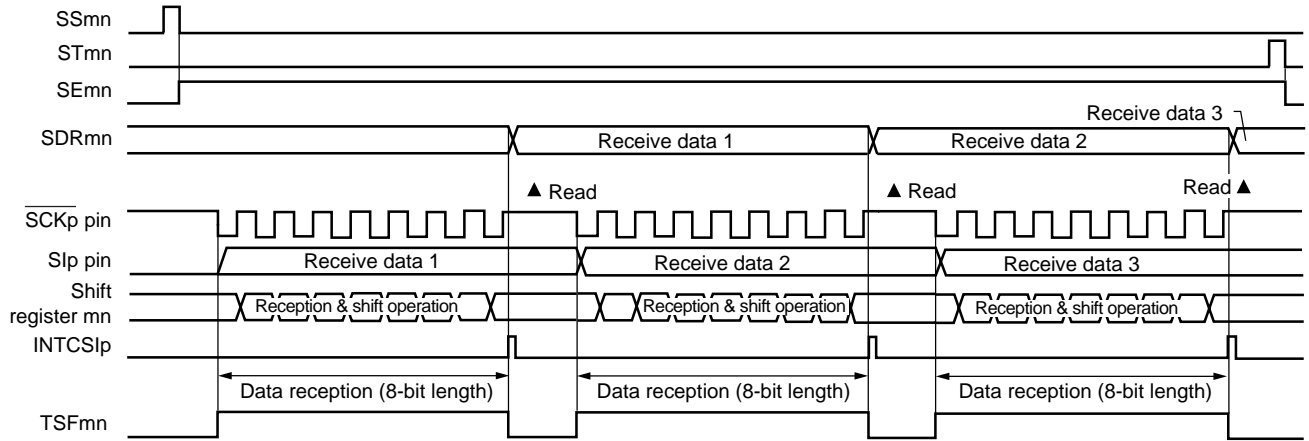 SSmn
STmn
SEmn
Receive data 3
SDRmn
Receive data 1
Receive data 2
▲ Read
▲ Read
Read ▲
SCKp pin
SIp pin
Receive data 1
Receive data 2
Receive data 3
Shift
register mn
Reception & shift operation
Reception & shift operation
Reception & shift operation
INTCSIp
Data reception (8-bit length)
Data reception (8-bit length)
Data reception (8-bit length)
TSFmn